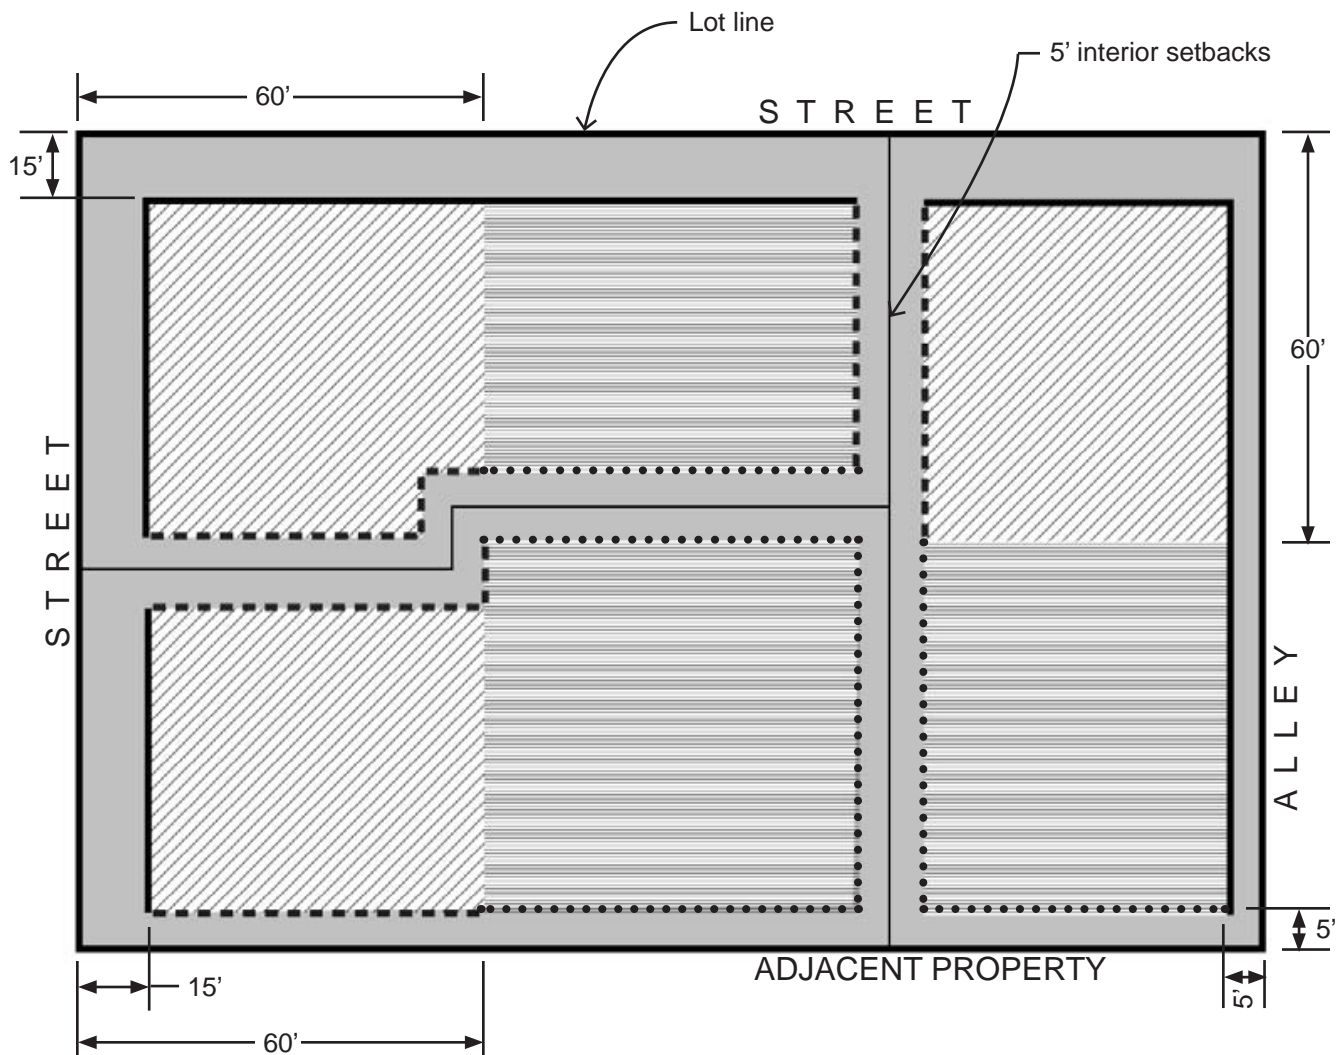 Lot line
5’ interior setbacks
60’
STREET
15’
60’
STREET
ALLEY
5’
ADJACENT PROPERTY
15’
5’
60’